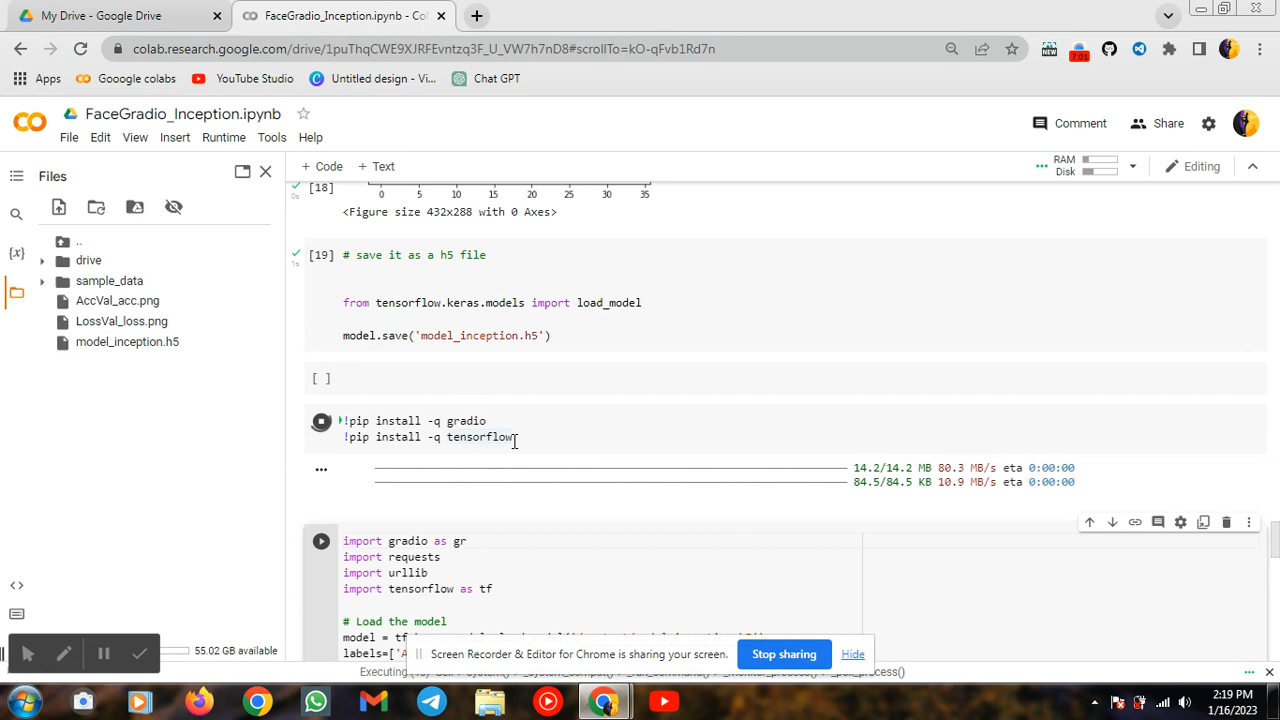 My Drive - Google Drive
FaceGradio_Inception.ipynb - Col
colab.research.google.com/drive/1puThqCWE9XJRFEvntzq3F_U_VW7h7nD8#scrollTo=kO-qFvb1Rd7n
NEW
7.01
Apps
Gooogle colabs
YouTube Studio
Untitled design - Vi...
Chat GPT
FaceGradio_Inception.ipynb
File Edit View Insert Runtime Tools Help
Comment
Share
Files
+ Code + Text
RAM
Disk
Editing
..
drive
sample_data
AccVal_acc.png
LossVal_loss.png
model_inception.h5
[18]
0s
0 5 10 15 20 25 30 35
<Figure size 432x288 with 0 Axes>
[19]
1s
# save it as a h5 file
from tensorflow.keras.models import load_model
model.save('model_inception.h5')
[ ]
!pip install -q gradio
!pip install -q tensorflow
14.2/14.2 MB 80.3 MB/s eta 0:00:00
84.5/84.5 KB 10.9 MB/s eta 0:00:00
import gradio as gr
import requests
import urllib
import tensorflow as tf
# Load the model
model = tf
labels=['A
55.02 GB available
Screen Recorder & Editor for Chrome is sharing your screen.
Stop sharing
Hide
2:19 PM
1/16/2023